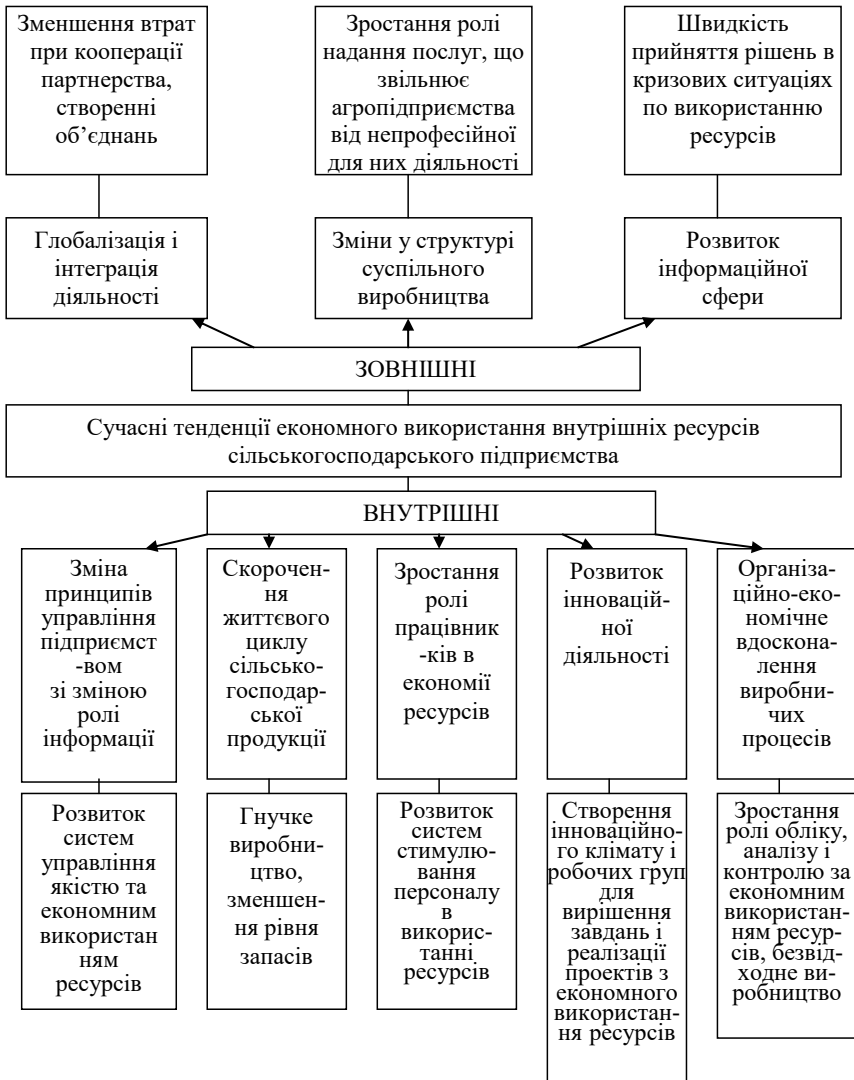 Зменшення втрат
при кооперації
партнерства,
створенні
об’єднань
Зростання ролі
надання послуг, що
звільнює
агропідприємства
від непрофесійної
для них діяльності
Швидкість
прийняття рішень в
кризових ситуаціях
по використанню
ресурсів
Глобалізація і
інтеграція
діяльності
Зміни у структурі
суспільного
виробництва
Розвиток
інформаційної
сфери
ЗОВНІШНІ
Сучасні тенденції економного використання внутрішніх ресурсів
сільськогосподарського підприємства
ВНУТРІШНІ
Зміна
принципів
управління
підприємст
-вом
зі зміною
ролі
інформації
Скорочен-
ня
життєвого
циклу
сільсько-
господар-
ської
продукції
Зростання
ролі
працівник
-ків в
економії
ресурсів
Розвиток
інновацій-
ної
діяльності
Організа-
ційно-еко-
номічне
вдоскона-
лення
виробни-
чих
процесів
Розвиток
систем
управління
якістю та
економним
використан
ням
ресурсів
Гнучке
виробни-
цтво,
зменшен-
ня рівня
запасів
Розвиток
систем
стимулю-
вання
персоналу
в
викорис-
танні
ресурсів
Створення
інноваційно-
го клімату і
робочих груп
для
вирішення
завдань і
реалізації
проектів з
економного
використан-
ня ресурсів
Зростання
ролі обліку,
аналізу і
контролю за
економним
використан-
ням ресур-
сів, безвід-
ходне ви-
робництво